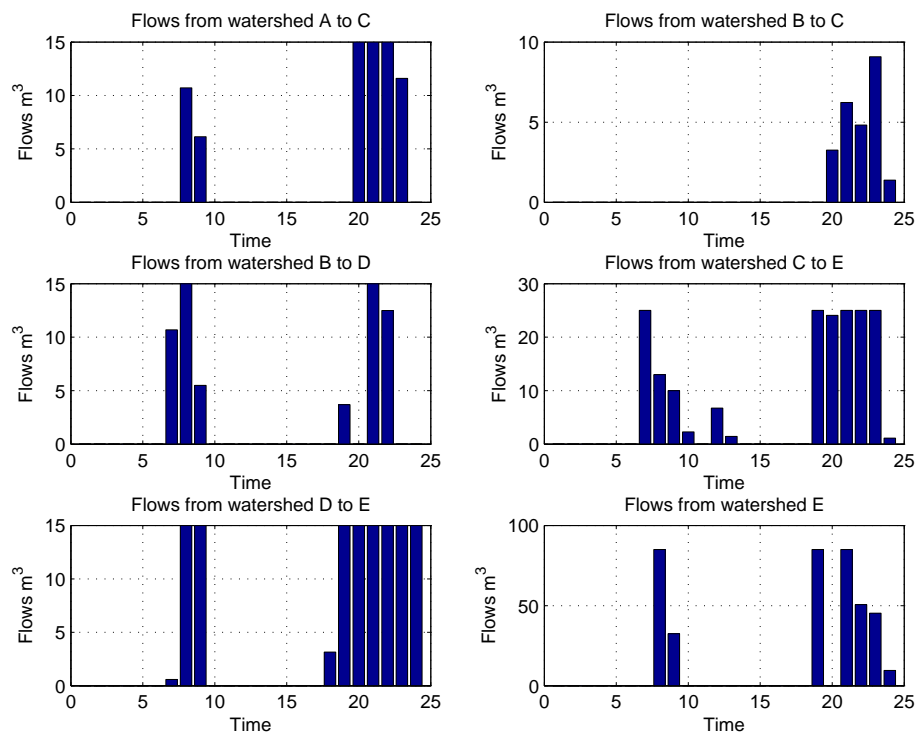 Flows from watershed A to C
Flows m³
15
10
5
0
0 5 10 15 20 25
Time
Flows from watershed B to C
Flows m³
10
5
0
0 5 10 15 20 25
Time
Flows from watershed B to D
Flows m³
15
10
5
0
0 5 10 15 20 25
Time
Flows from watershed C to E
Flows m³
30
20
10
0
0 5 10 15 20 25
Time
Flows from watershed D to E
Flows m³
15
10
5
0
0 5 10 15 20 25
Time
Flows from watershed E
Flows m³
100
50
0
0 5 10 15 20 25
Time